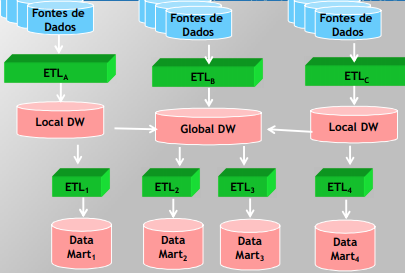 Fontes de
Dados
Fontes de
Dados
Fontes de
Dados
ETL_A
ETL_B
ETL_C
Local DW
Global DW
Local DW
ETL_1
ETL_2
ETL_3
ETL_4
Data
Mart_1
Data
Mart_2
Data
Mart_3
Data
Mart_4